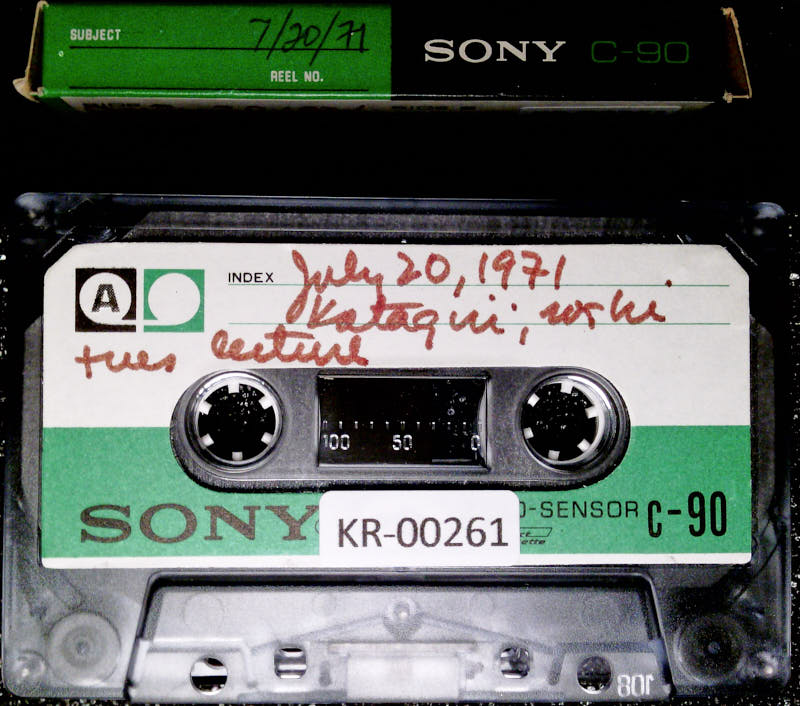 SUBJECT 7/20/71
REEL NO.
SONY C-90
A
INDEX July 20, 1971
Katagiri, roshi
tues lecture
100 50 0
SONY
O-SENSOR C-90
KR-00261
108